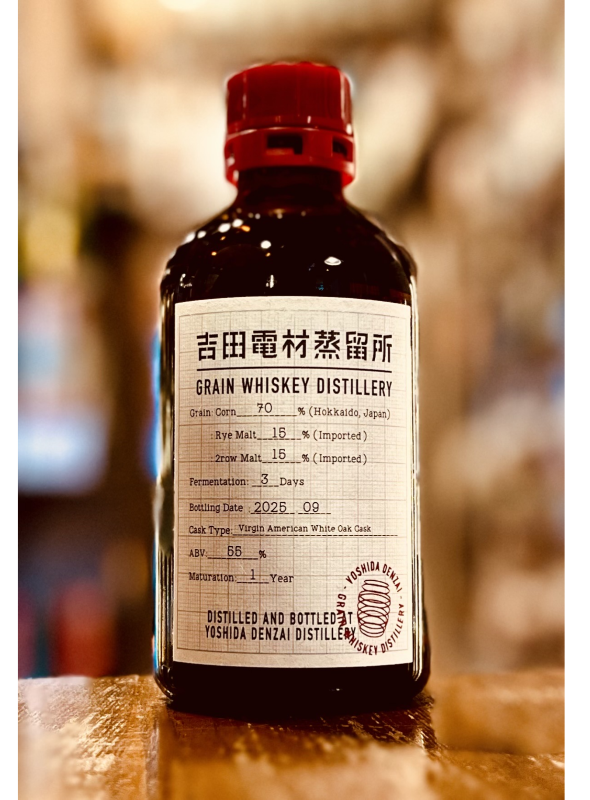 吉田電材蒸留所
GRAIN WHISKEY DISTILLERY
Grain: Corn 70 % (Hokkaido, Japan)
: Rye Malt 15 % (Imported)
: 2row Malt 15 % (Imported)
Fermentation: 3 Days
Bottling Date : 2025 09
Cask Type: Virgin American White Oak Cask
ABV: 55 %
Maturation: 1 Year
DISTILLED AND BOTTLED AT
YOSHIDA DENZAI DISTILLERY
· YOSHIDA DENZAI · GRAIN WHISKEY DISTILLERY